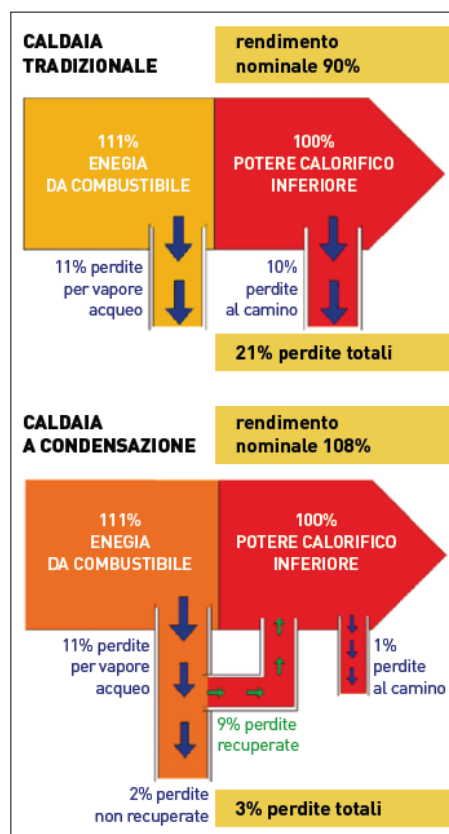 CALDAIA
TRADIZIONALE
rendimento
nominale 90%
111%
ENEGIA
DA COMBUSTIBILE
100%
POTERE CALORIFICO
INFERIORE
11% perdite
per vapore
acqueo
10%
perdite
al camino
21% perdite totali
CALDAIA
A CONDENSAZIONE
rendimento
nominale 108%
111%
ENEGIA
DA COMBUSTIBILE
100%
POTERE CALORIFICO
INFERIORE
11% perdite
per vapore
acqueo
1%
perdite
al camino
9% perdite
recuperate
2% perdite
non recuperate
3% perdite totali